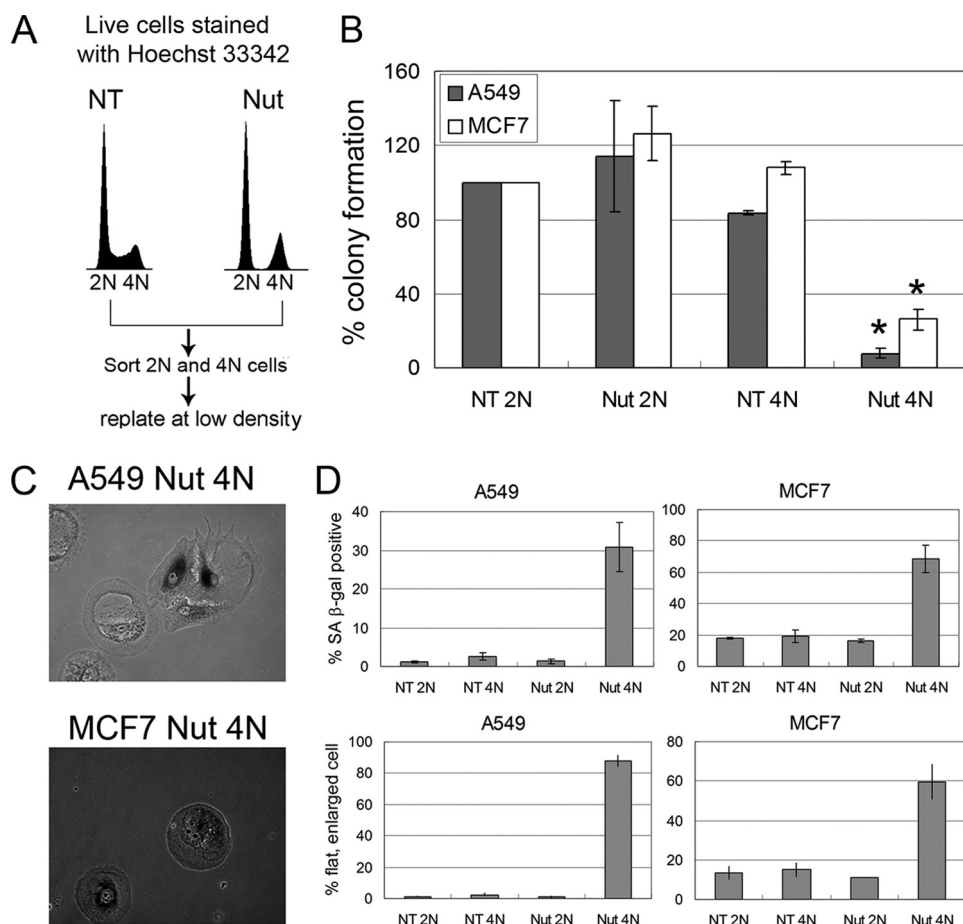 A
Live cells stained
with Hoechst 33342
NT
Nut
2N 4N
2N 4N
Sort 2N and 4N cells
replate at low density
B
% colony formation
160
120
80
40
0
A549
MCF7
*
*
NT 2N
Nut 2N
NT 4N
Nut 4N
C
A549 Nut 4N
MCF7 Nut 4N
D
A549
% SA β-gal positive
40
30
20
10
0
NT 2N
NT 4N
Nut 2N
Nut 4N
MCF7
100
80
60
40
20
0
NT 2N
NT 4N
Nut 2N
Nut 4N
A549
% flat, enlarged cell
100
80
60
40
20
0
NT 2N
NT 4N
Nut 2N
Nut 4N
MCF7
80
60
40
20
0
NT 2N
NT 4N
Nut 2N
Nut 4N